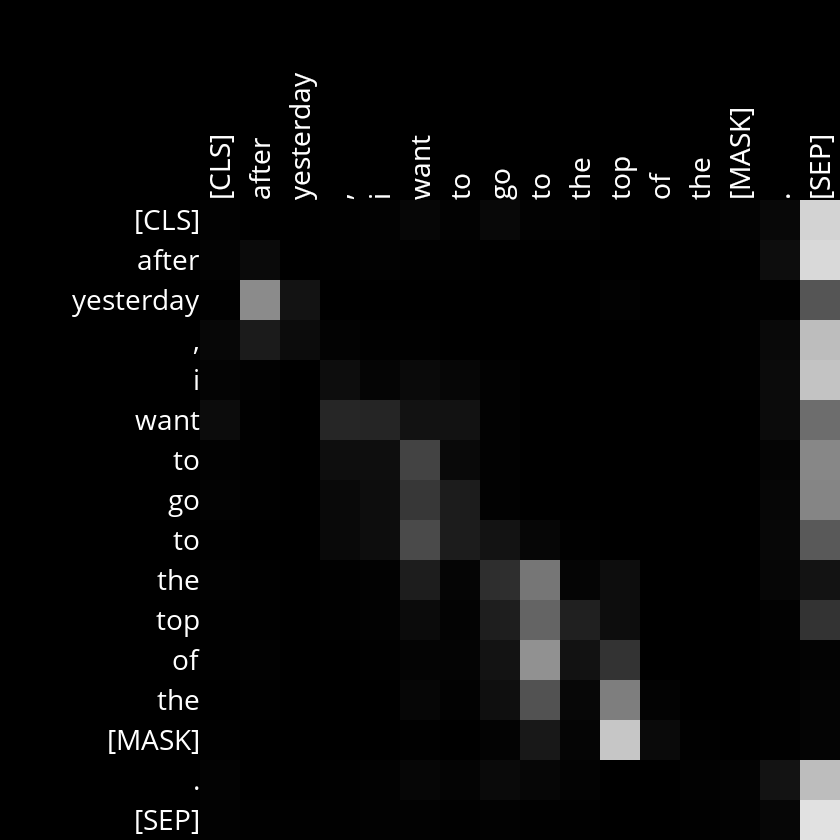 [CLS] after yesterday , i want to go to the top of the [MASK] . [SEP]
[CLS]
after
yesterday
,
i
want
to
go
to
the
top
of
the
[MASK]
.
[SEP]